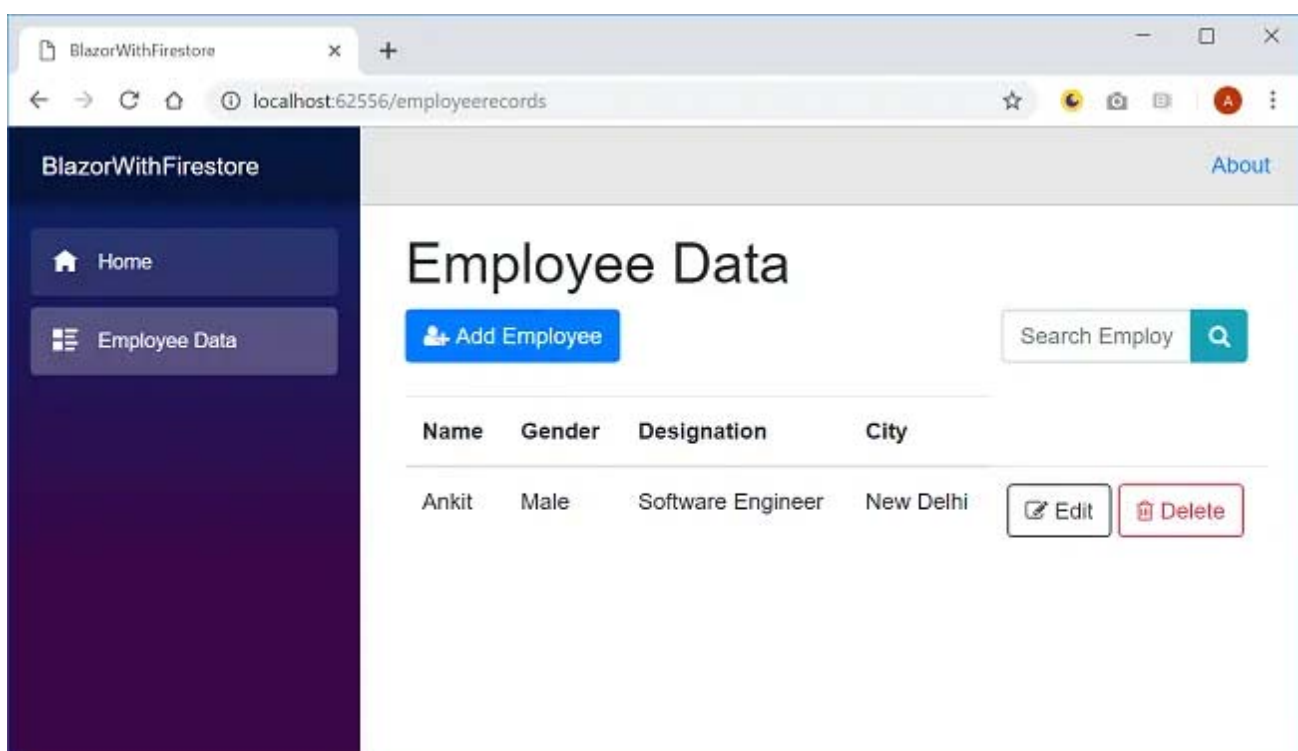 BlazorWithFirestore
localhost:62556/employeerecords
A
BlazorWithFirestore
About
Home
Employee Data
Employee Data
Add Employee
Search Employ
Name Gender Designation City
Ankit Male Software Engineer New Delhi Edit Delete